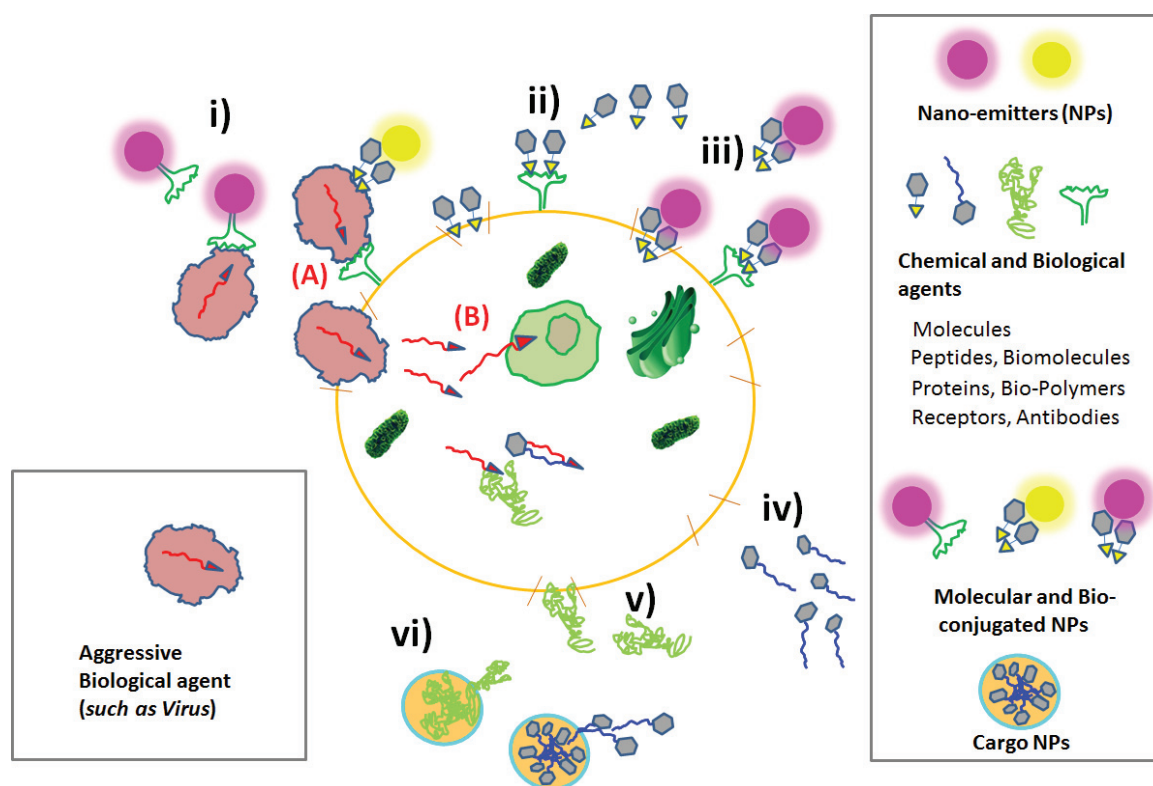 i)
ii)
iii)
(A)
(B)
iv)
v)
vi)
Aggressive
Biological agent
(such as Virus)
Nano-emitters (NPs)
Chemical and Biological
agents
Molecules
Peptides, Biomolecules
Proteins, Bio-Polymers
Receptors, Antibodies
Molecular and Bio-
conjugated NPs
Cargo NPs